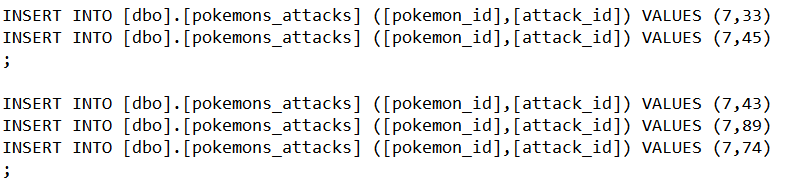 INSERT INTO [dbo].[pokemons_attacks] ([pokemon_id],[attack_id]) VALUES (7,33)
INSERT INTO [dbo].[pokemons_attacks] ([pokemon_id],[attack_id]) VALUES (7,45)
;
INSERT INTO [dbo].[pokemons_attacks] ([pokemon_id],[attack_id]) VALUES (7,43)
INSERT INTO [dbo].[pokemons_attacks] ([pokemon_id],[attack_id]) VALUES (7,89)
INSERT INTO [dbo].[pokemons_attacks] ([pokemon_id],[attack_id]) VALUES (7,74)
;